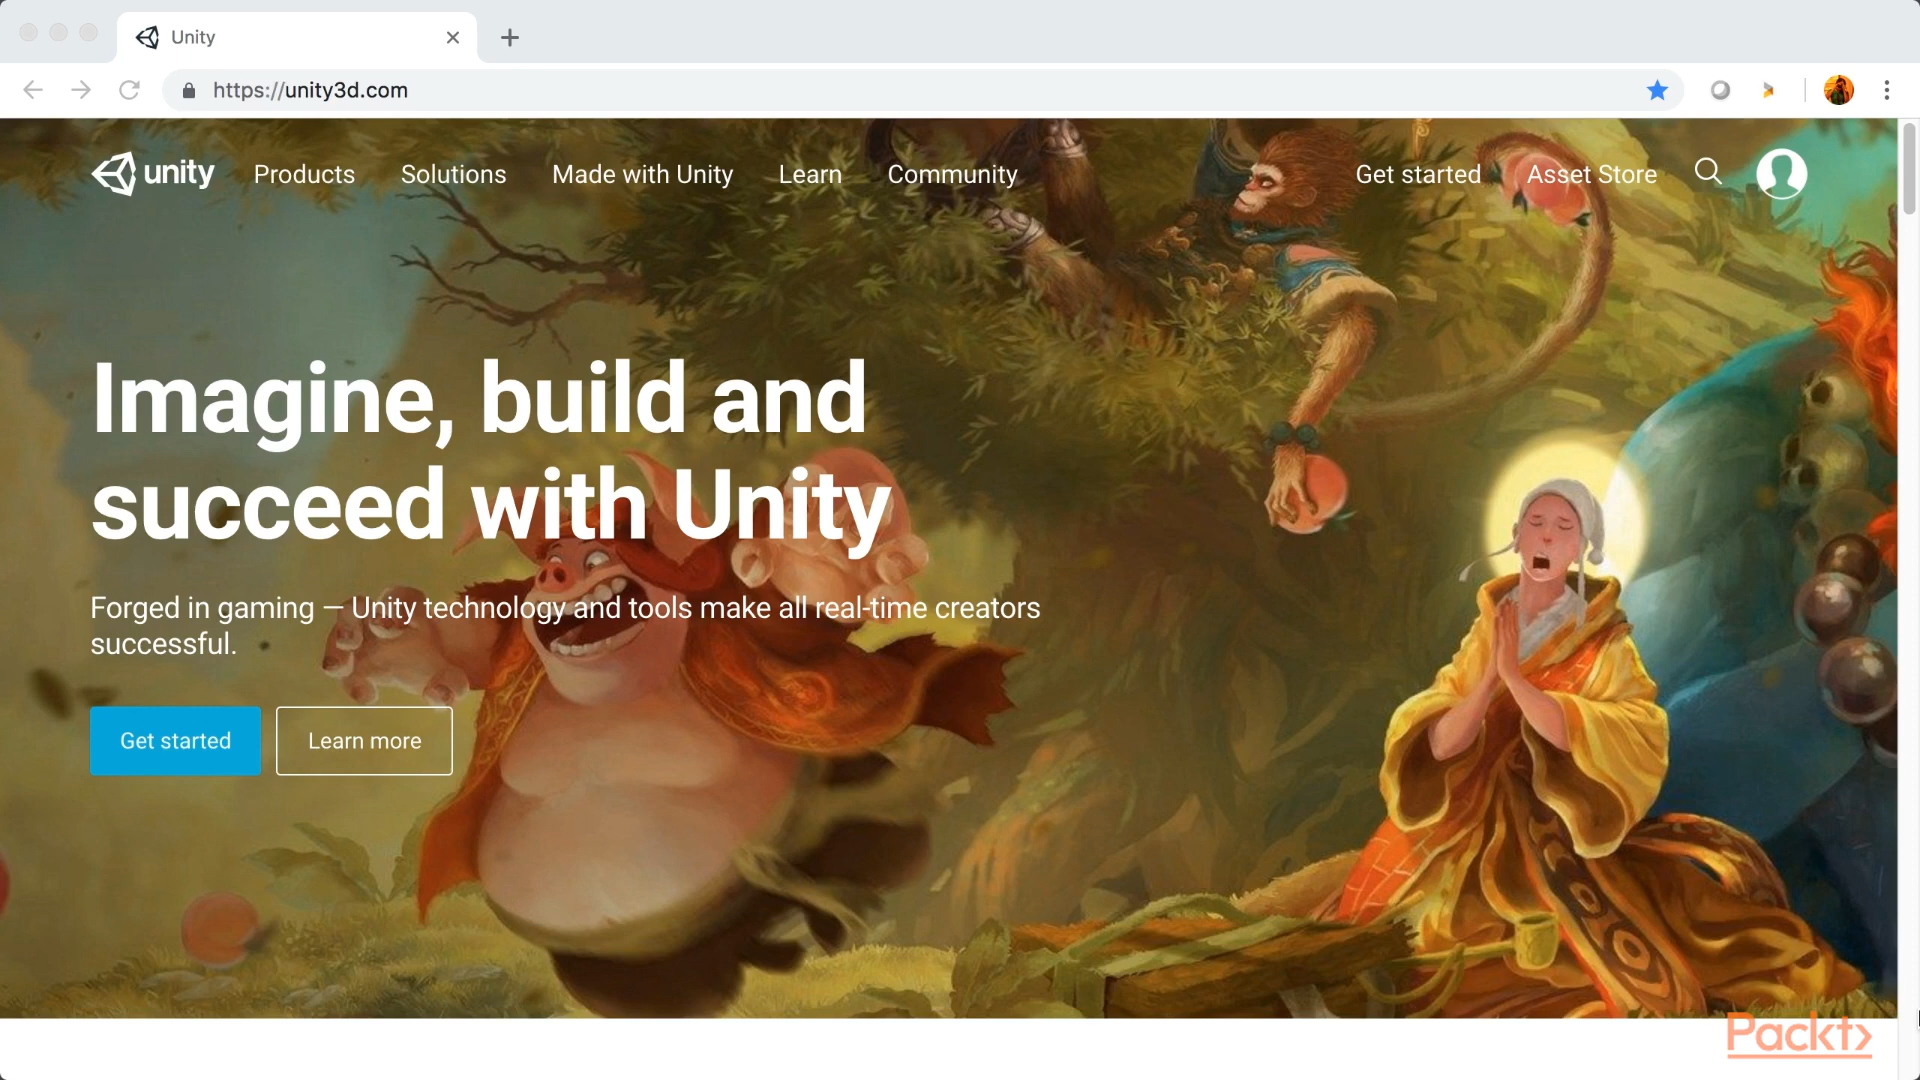 Unity
https://unity3d.com
unity Products Solutions Made with Unity Learn Community Get started Asset Store
Imagine, build and
succeed with Unity
Forged in gaming — Unity technology and tools make all real-time creators
successful.
Get started Learn more
Packt>